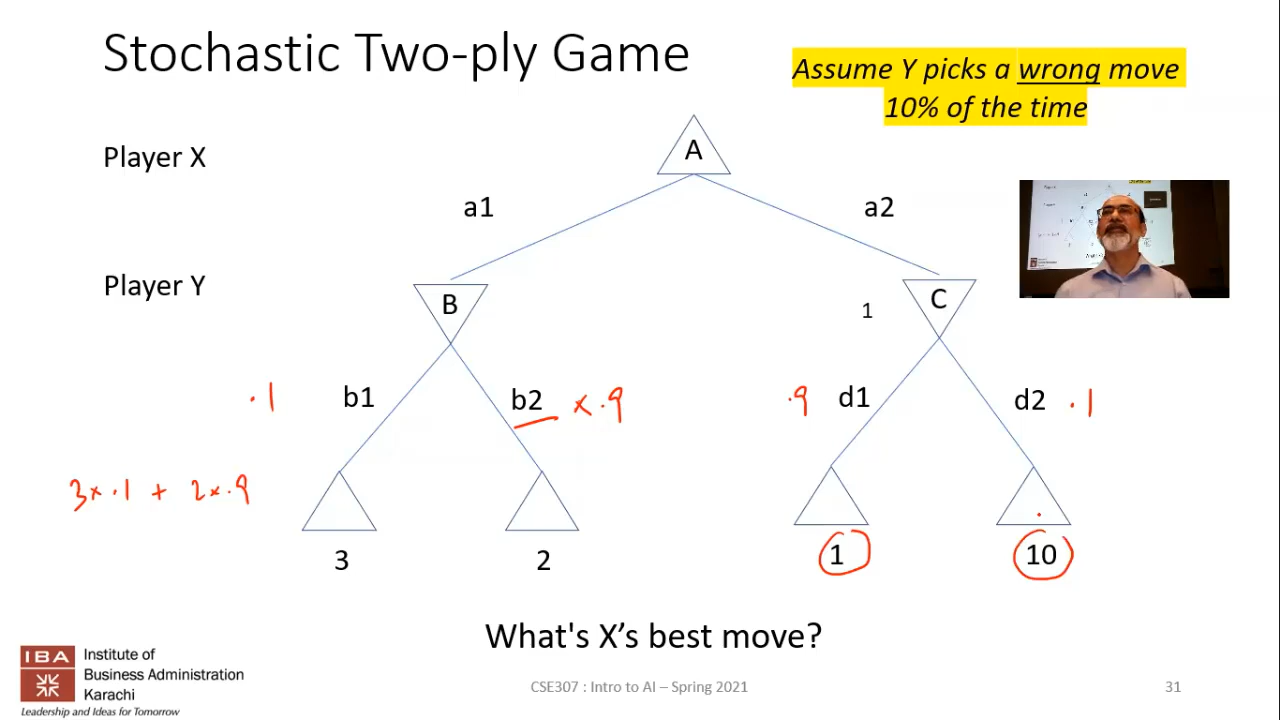 Stochastic Two-ply Game
Assume Y picks a wrong move
10% of the time
Player X
A
a1
a2
Player Y
B
1
C
.1
b1
b2
x .9
.9
d1
d2
.1
3x.1 + 2x.9
3
2
1
10
What's X’s best move?
IBA
Institute of
Business Administration
Karachi
Leadership and Ideas for Tomorrow
CSE307 : Intro to AI – Spring 2021
31